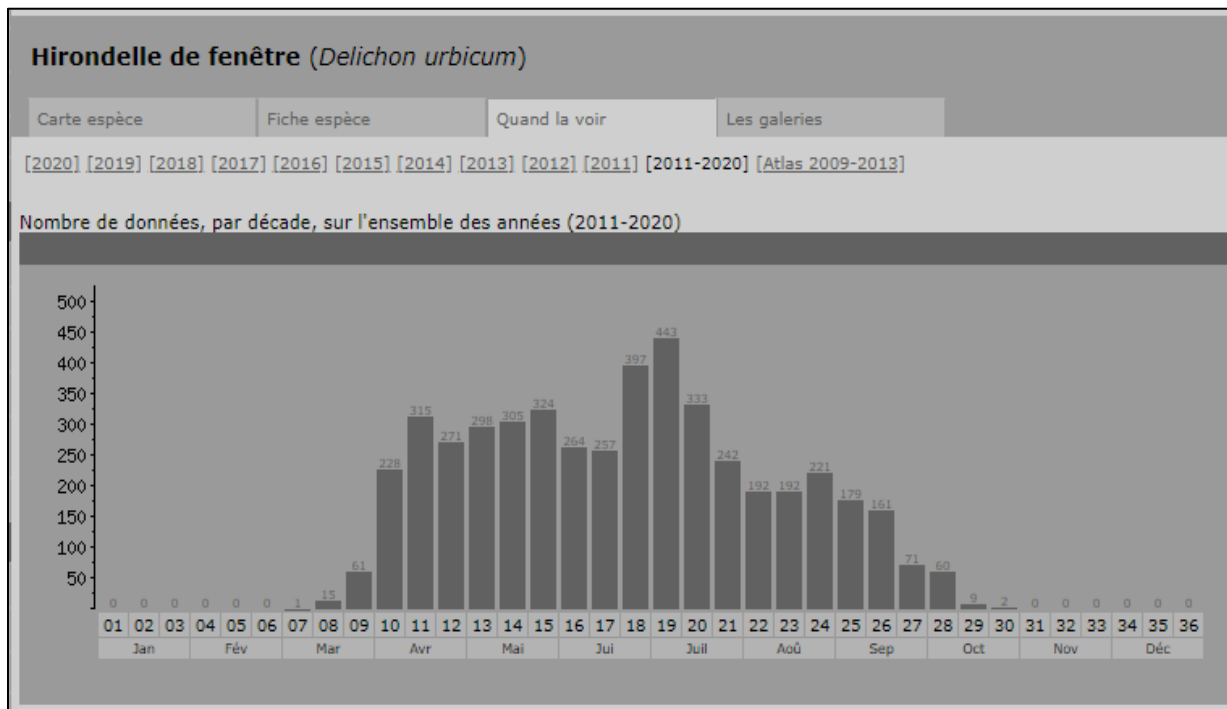 Hirondelle de fenêtre (Delichon urbicum)
Carte espèce Fiche espèce Quand la voir Les galeries
[2020] [2019] [2018] [2017] [2016] [2015] [2014] [2013] [2012] [2011] [2011-2020] [Atlas 2009-2013]
Nombre de données, par décade, sur l'ensemble des années (2011-2020)
500
450
400
350
300
250
200
150
100
50
0 0 0 0 0 0 1 15 61 228 315 271 298 305 324 264 257 397 443 333 242 192 192 221 179 161 71 60 9 2 0 0 0 0 0 0
01 02 03 04 05 06 07 08 09 10 11 12 13 14 15 16 17 18 19 20 21 22 23 24 25 26 27 28 29 30 31 32 33 34 35 36
Jan Fév Mar Avr Mai Jui Juil Aoû Sep Oct Nov Déc